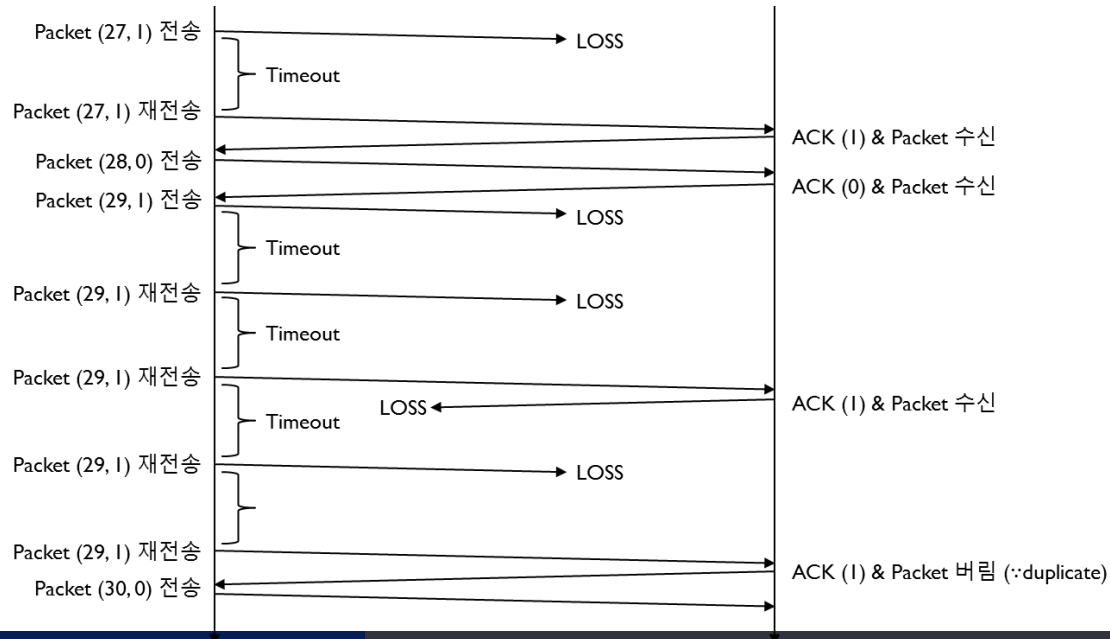 Packet (27, 1) 전송
LOSS
Timeout
Packet (27, 1) 재전송
ACK (1) & Packet 수신
Packet (28, 0) 전송
ACK (0) & Packet 수신
Packet (29, 1) 전송
LOSS
Timeout
Packet (29, 1) 재전송
LOSS
Timeout
Packet (29, 1) 재전송
ACK (1) & Packet 수신
LOSS
Timeout
Packet (29, 1) 재전송
LOSS
Packet (29, 1) 재전송
ACK (1) & Packet 버림 (∵duplicate)
Packet (30, 0) 전송